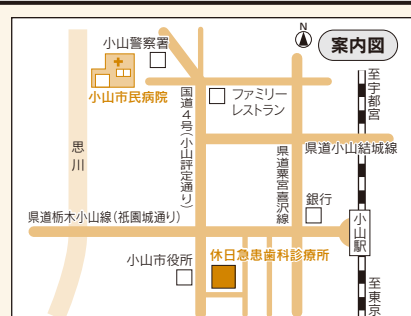 N
案内図
小山警察署
至宇都宮
小山市民病院
国道4号(小山評定通り)
ファミリー
レストラン
思川
県道小山結城線
県道粟宮喜沢線
銀行
県道栃木小山線(祇園城通り)
小山駅
小山市役所
休日急患歯科診療所
至東京